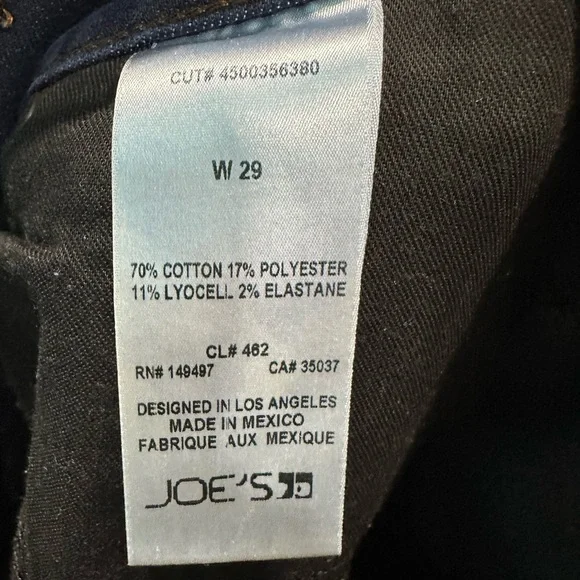 CUT# 4500356380
W 29
70% COTTON 17% POLYESTER
11% LYOCELL 2% ELASTANE
CL# 462
RN# 149497 CA# 35037
DESIGNED IN LOS ANGELES
MADE IN MEXICO
FABRIQUE AUX MEXIQUE
JOE'S